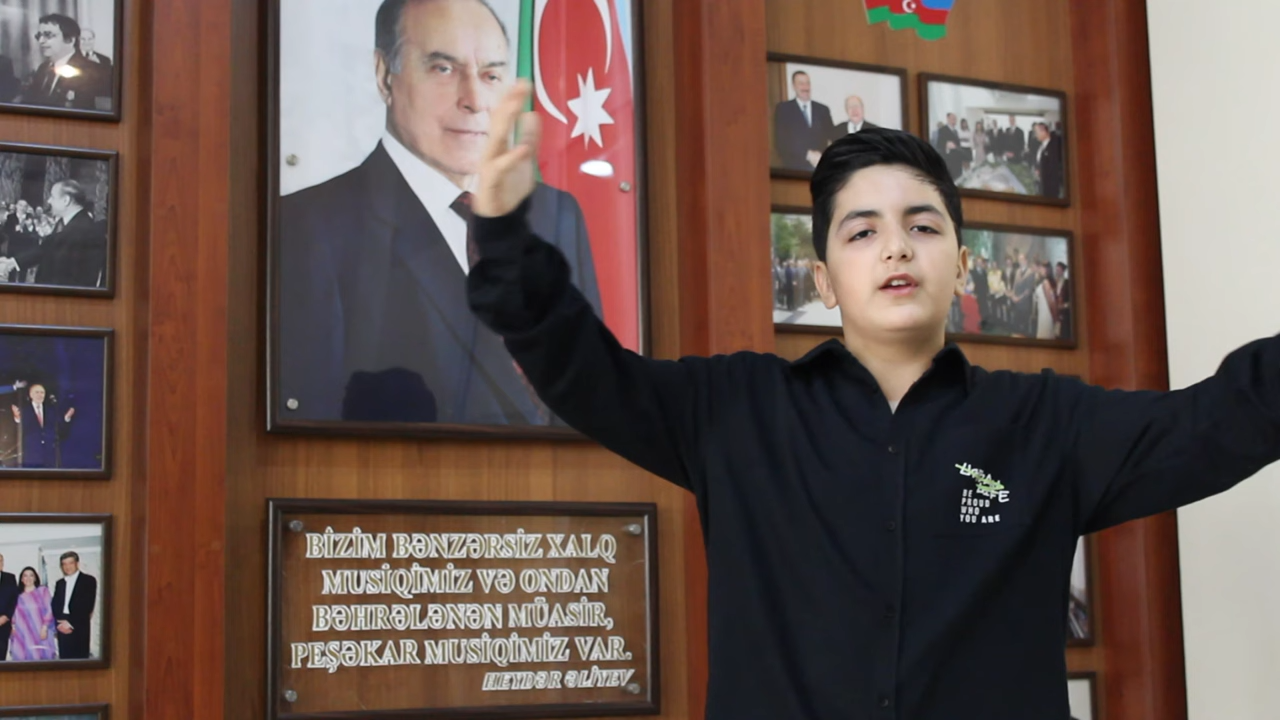 BİZİM BƏNZƏRSİZ XALQ
MUSİQİMİZ VƏ ONDAN
BƏHRƏLƏNƏN MÜASİR,
PEŞƏKAR MUSİQİMİZ VAR.
HEYDƏR ƏLİYEV
BE
PROUD
WHO
YOU ARE